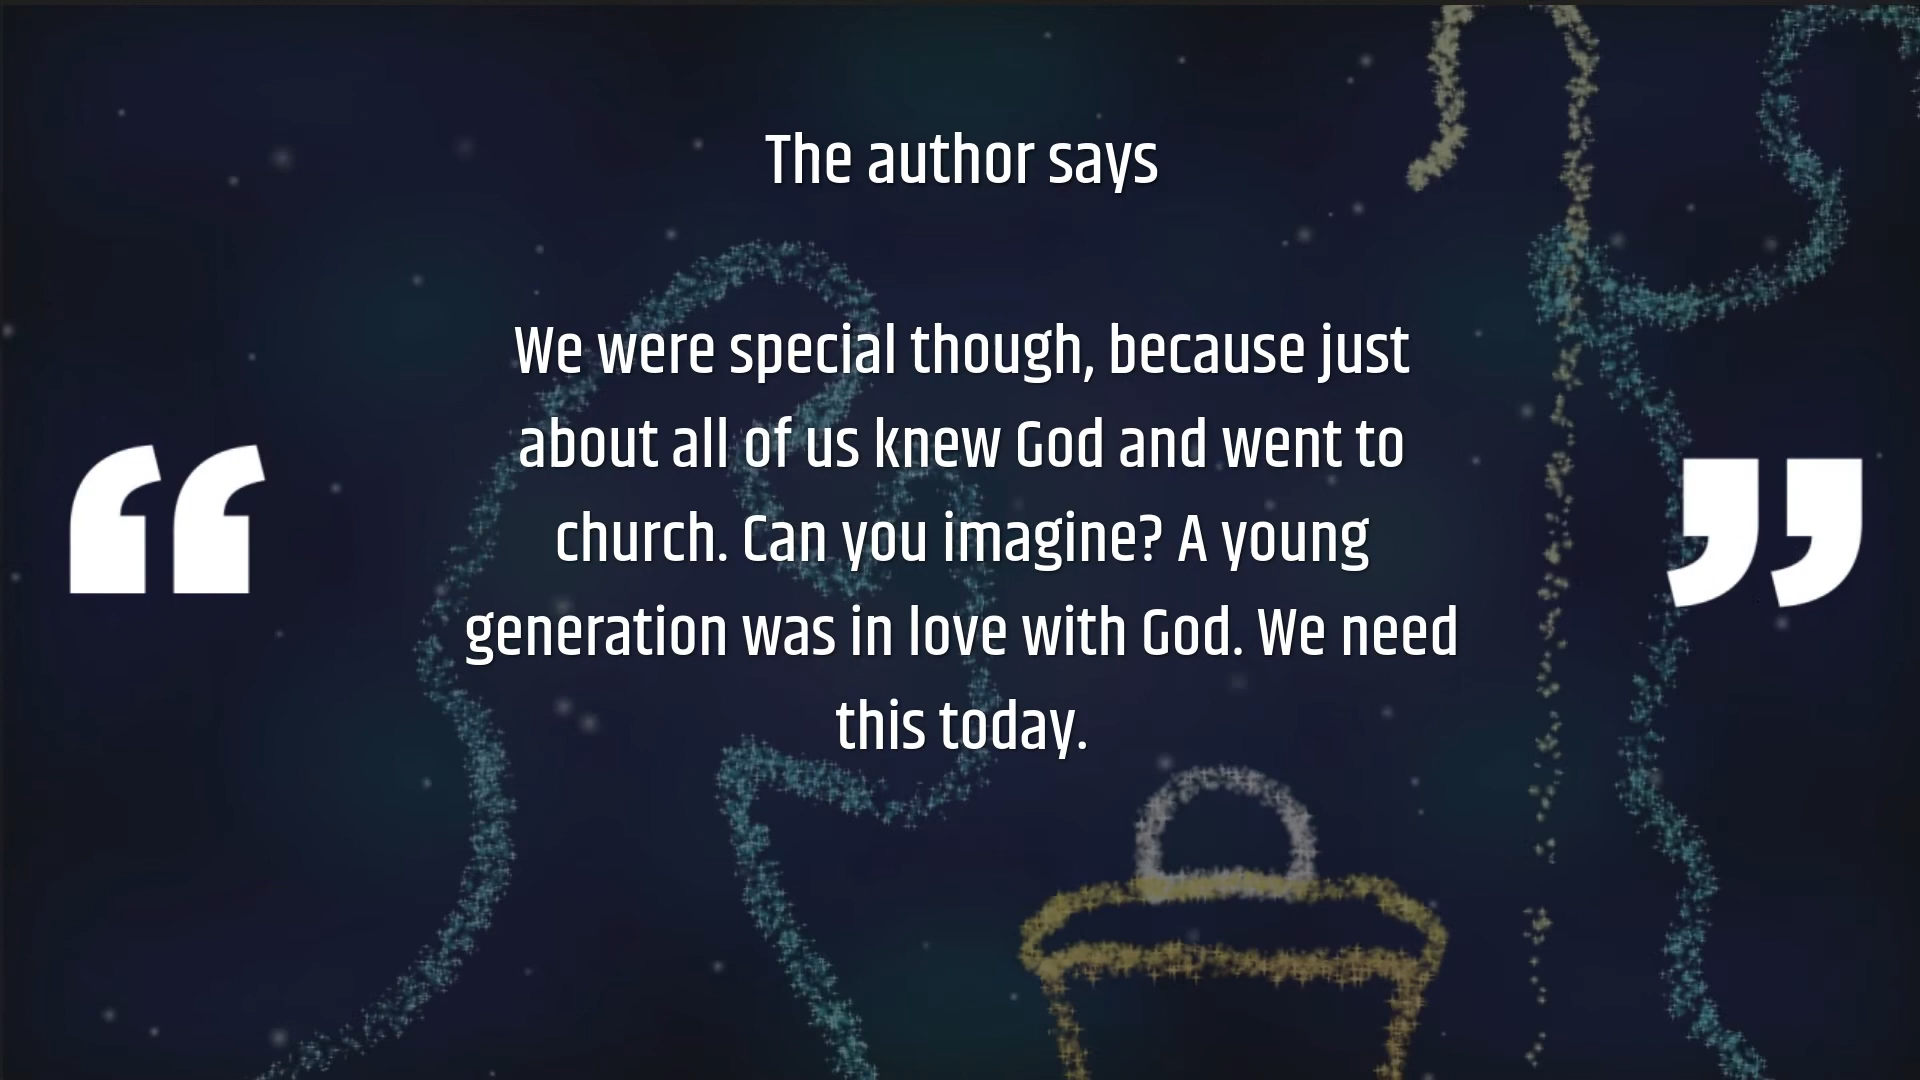 The author says
We were special though, because just
about all of us knew God and went to
church. Can you imagine? A young
generation was in love with God. We need
this today.
“ ”